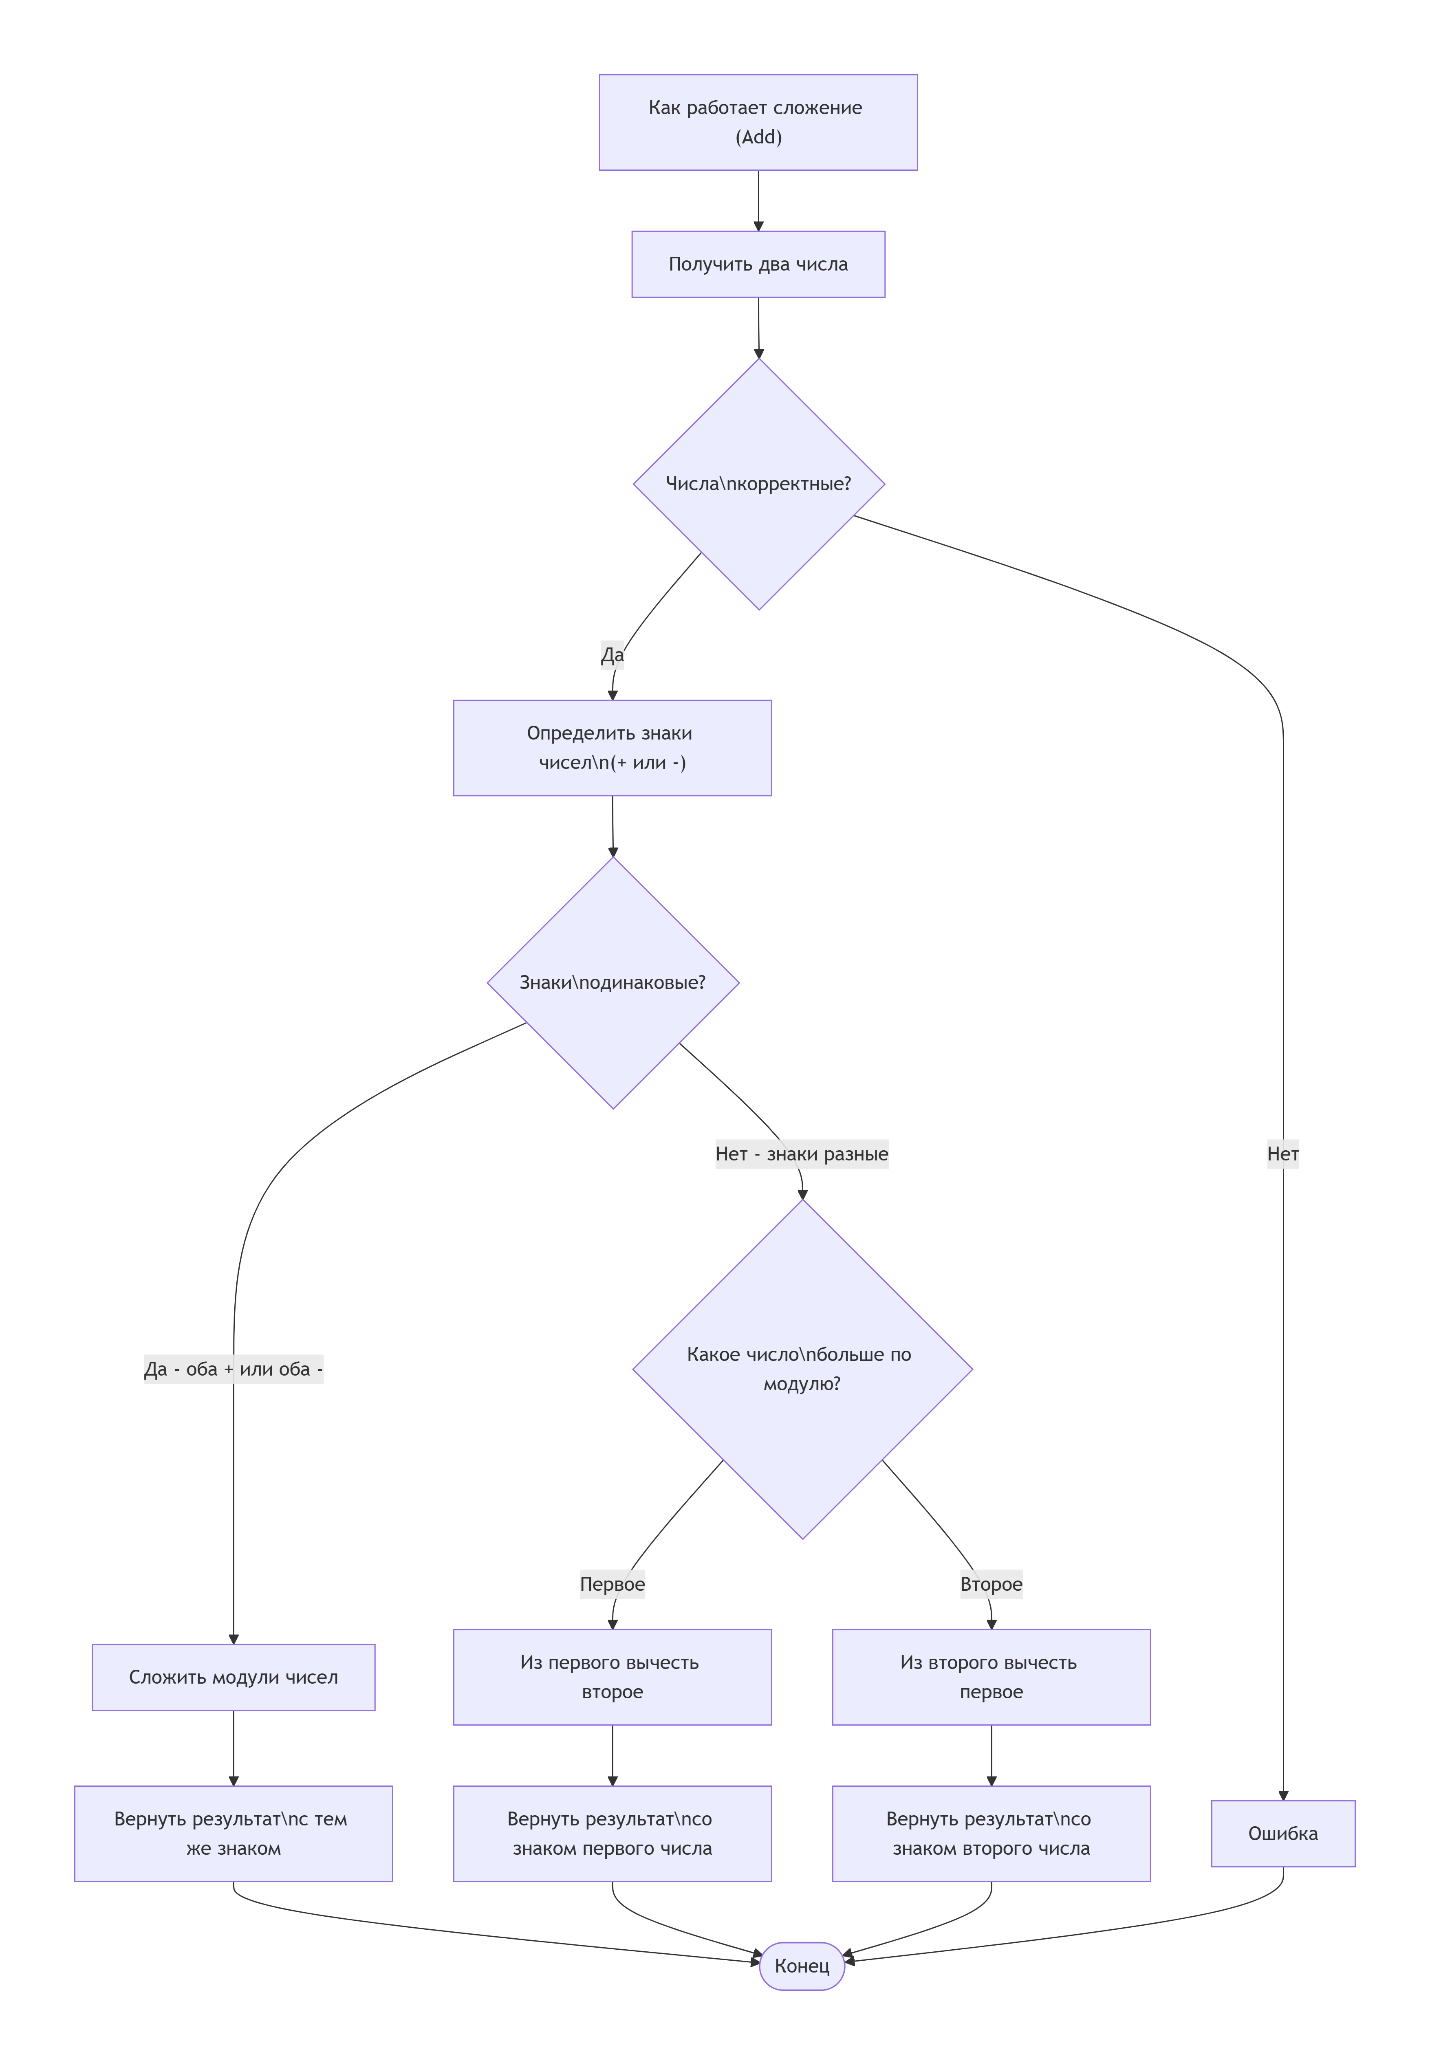 Как работает сложение
(Add)
Получить два числа
Числа\nкорректные?
Да
Определить знаки
чисел\n(+ или -)
Знаки\nодинаковые?
Нет - знаки разные
Нет
Да - оба + или оба -
Какое число\nбольше по
модулю?
Первое
Второе
Сложить модули чисел
Из первого вычесть
второе
Из второго вычесть
первое
Вернуть результат\nс тем
же знаком
Вернуть результат\nсо
знаком первого числа
Вернуть результат\nсо
знаком второго числа
Ошибка
Конец